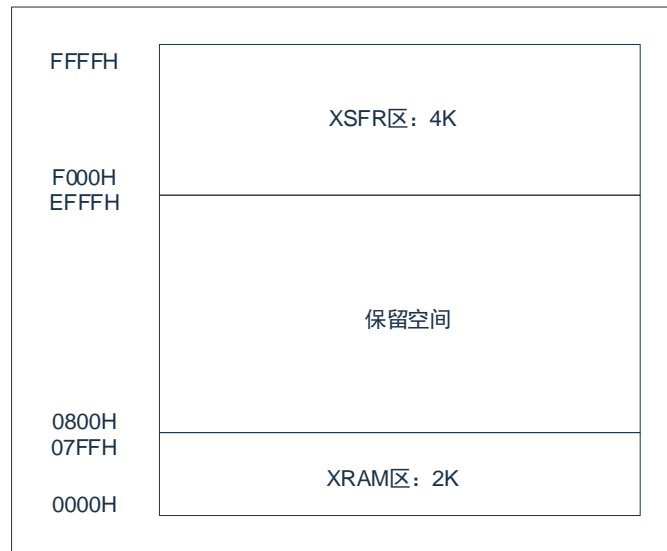 FFFFH
XSFR区：4K
F000H
EFFFH
保留空间
0800H
07FFH
XRAM区：2K
0000H